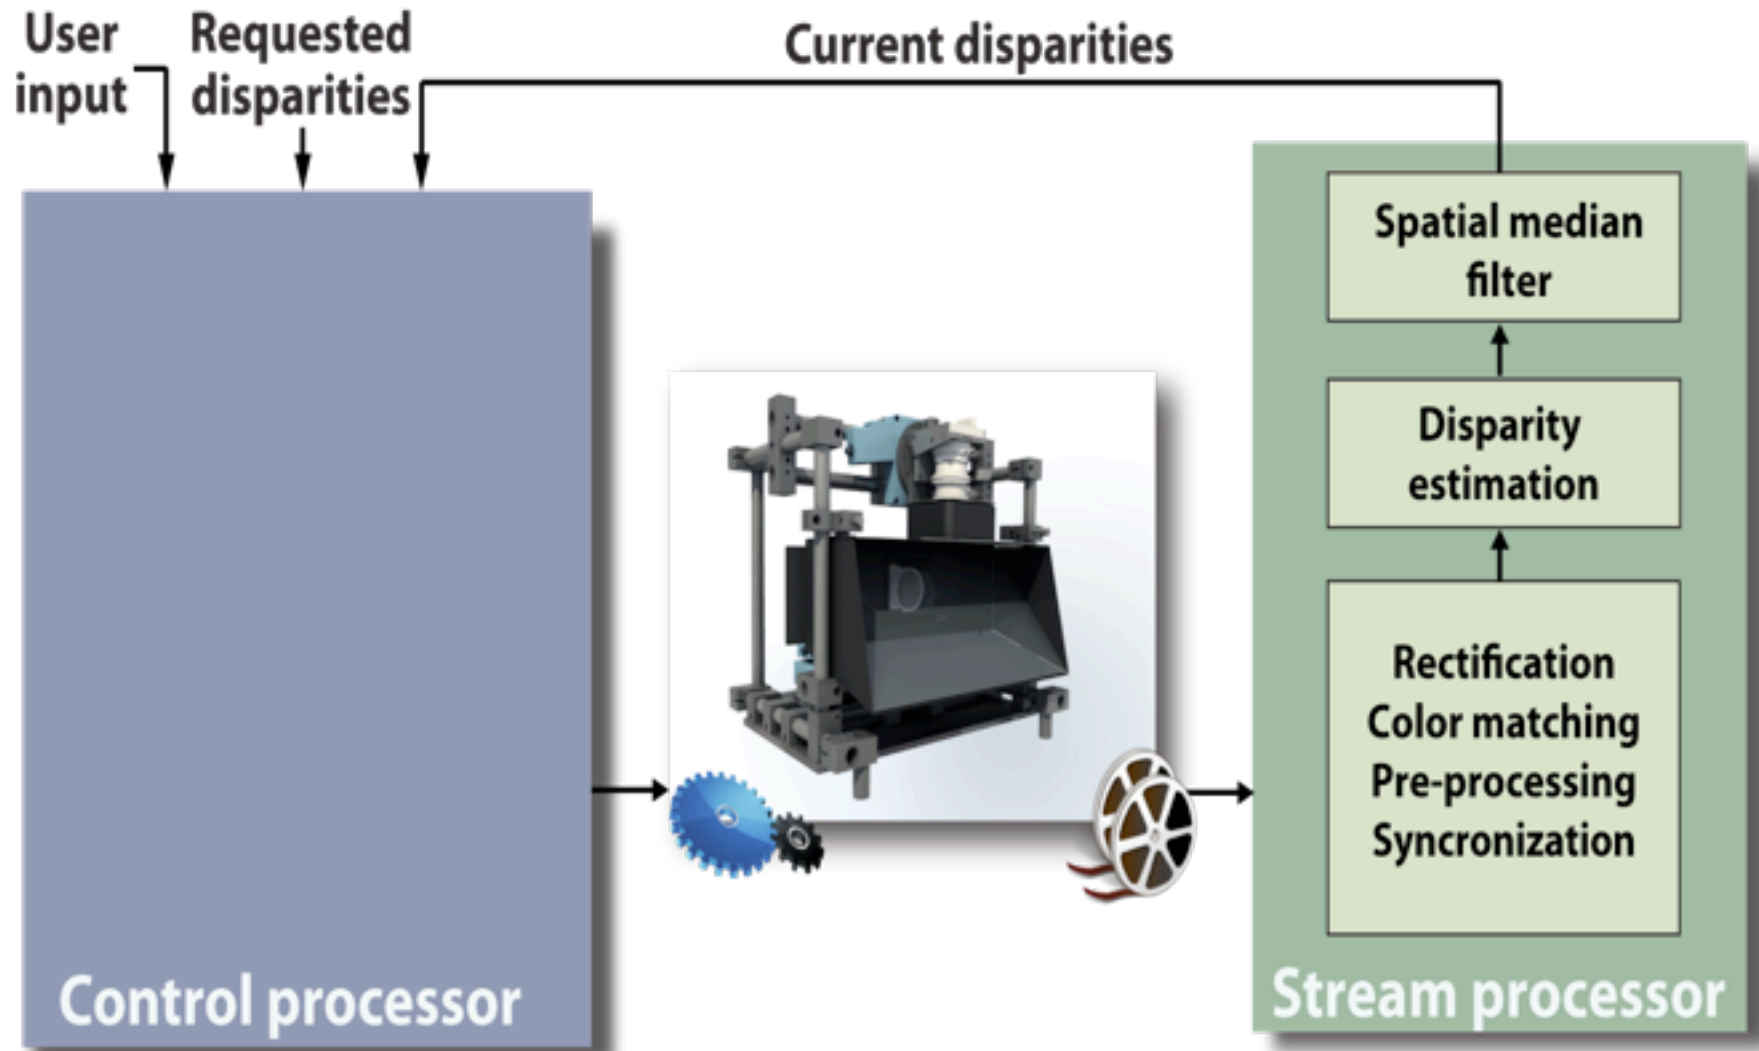 User
input
Requested
disparities
Current disparities
Spatial median
filter
Disparity
estimation
Rectification
Color matching
Pre-processing
Syncronization
Control processor
Stream processor